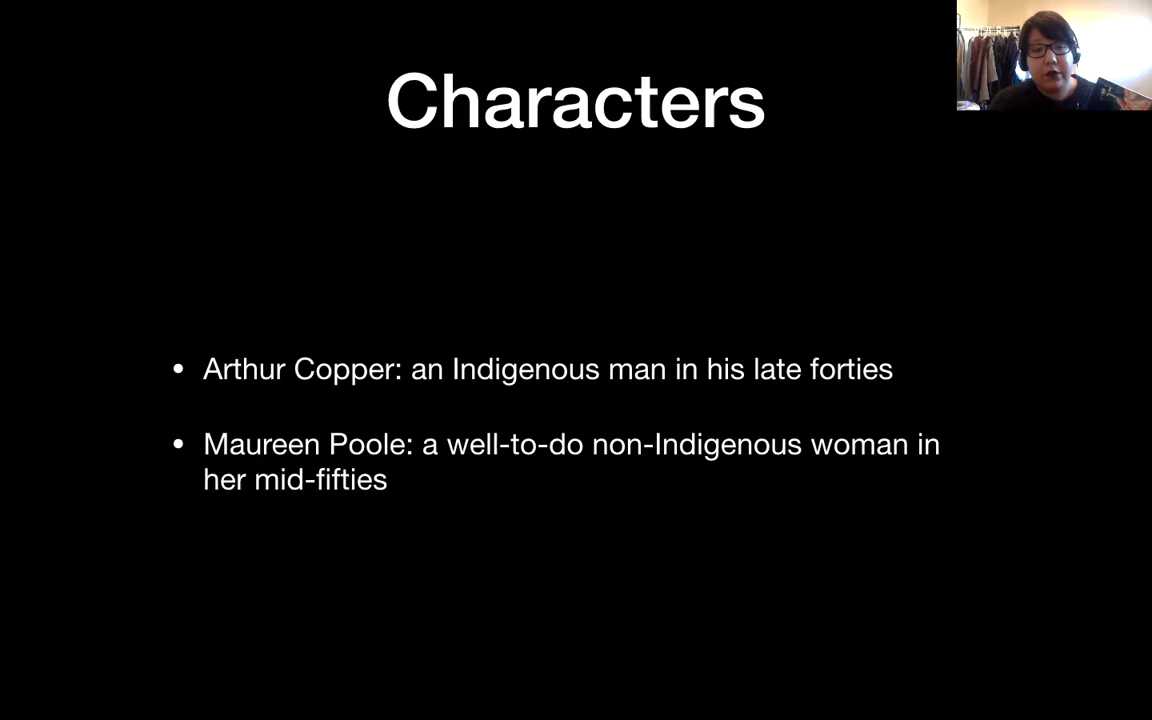 Characters
• Arthur Copper: an Indigenous man in his late forties
• Maureen Poole: a well-to-do non-Indigenous woman in
her mid-fifties